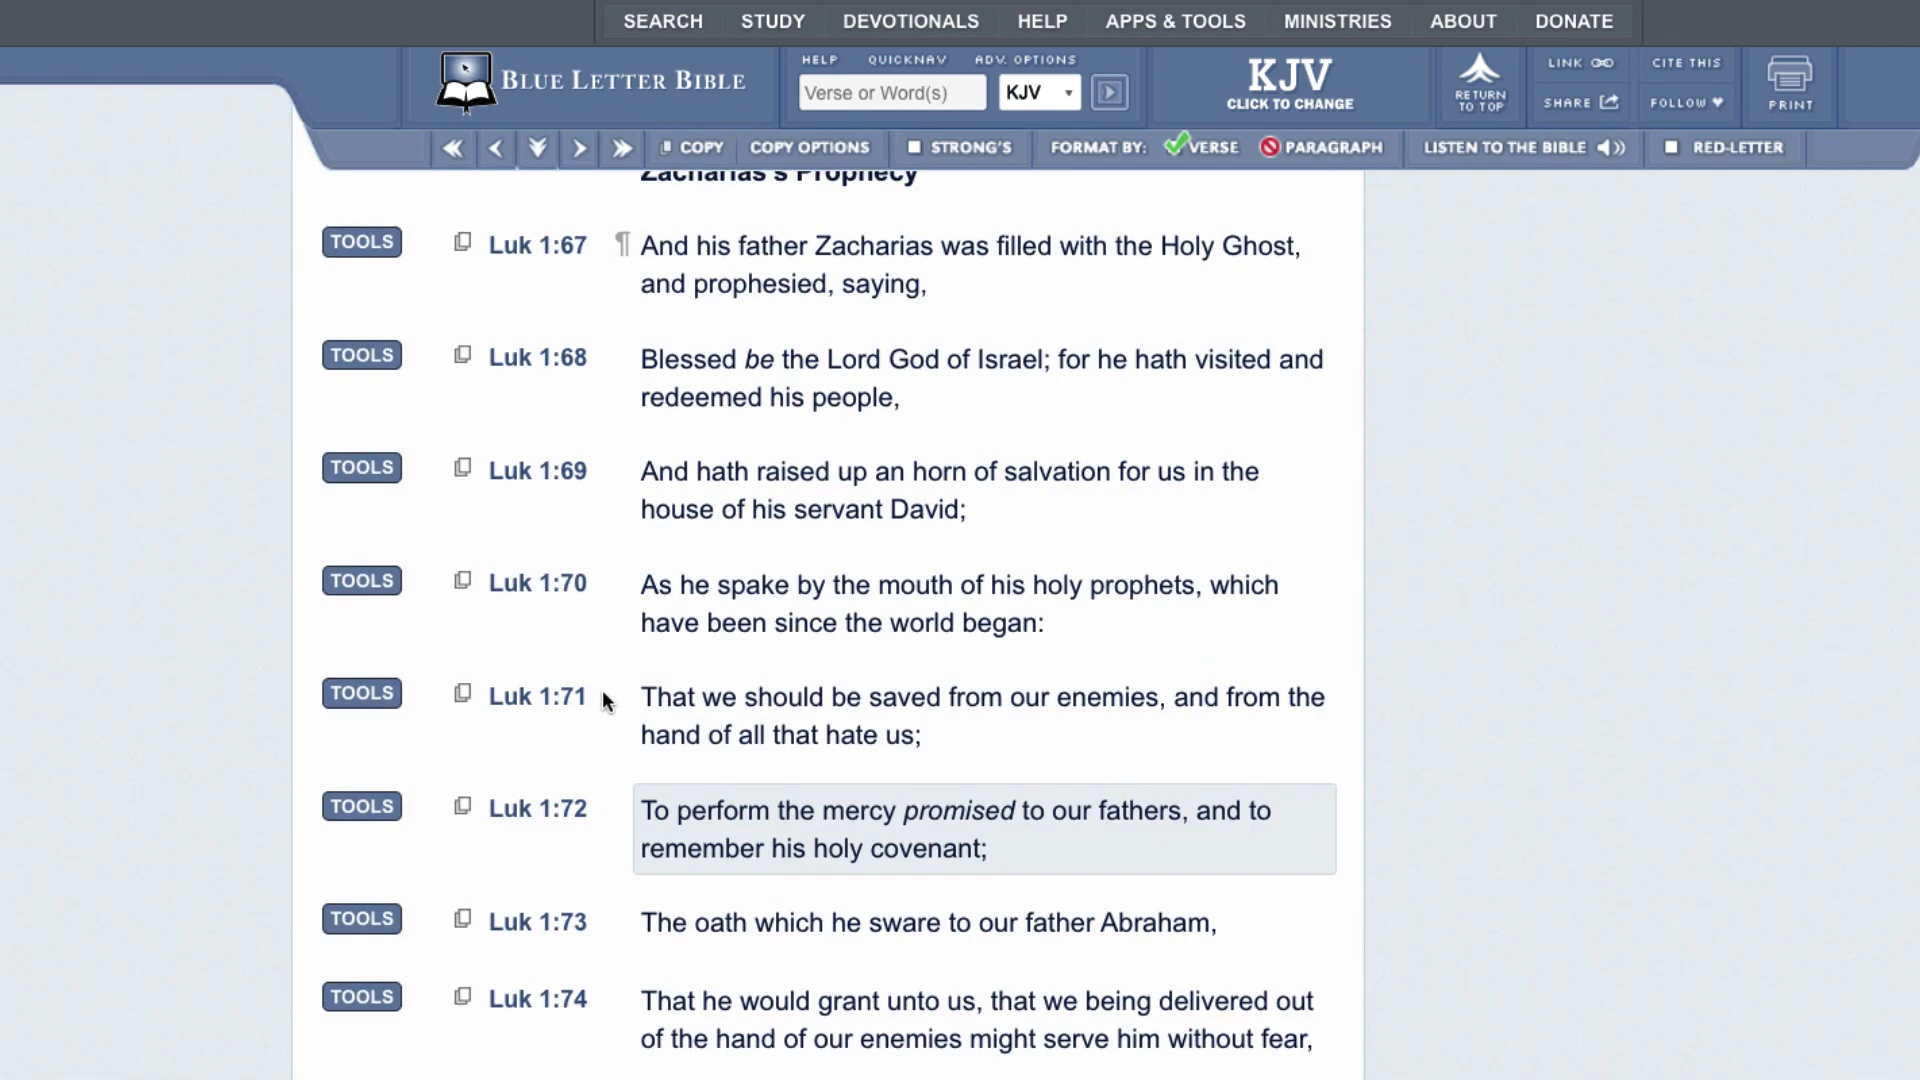 SEARCH STUDY DEVOTIONALS HELP APPS & TOOLS MINISTRIES ABOUT DONATE
BLUE LETTER BIBLE
HELP QUICKNAV ADV. OPTIONS
Verse or Word(s) KJV
KJV
CLICK TO CHANGE
RETURN
TO TOP
LINK
SHARE
CITE THIS
FOLLOW
PRINT
COPY COPY OPTIONS STRONG'S FORMAT BY: VERSE PARAGRAPH LISTEN TO THE BIBLE RED-LETTER
Zacharias's Prophecy
TOOLS Luk 1:67 ¶ And his father Zacharias was filled with the Holy Ghost,
and prophesied, saying,
TOOLS Luk 1:68 Blessed be the Lord God of Israel; for he hath visited and
redeemed his people,
TOOLS Luk 1:69 And hath raised up an horn of salvation for us in the
house of his servant David;
TOOLS Luk 1:70 As he spake by the mouth of his holy prophets, which
have been since the world began:
TOOLS Luk 1:71 That we should be saved from our enemies, and from the
hand of all that hate us;
TOOLS Luk 1:72 To perform the mercy promised to our fathers, and to
remember his holy covenant;
TOOLS Luk 1:73 The oath which he sware to our father Abraham,
TOOLS Luk 1:74 That he would grant unto us, that we being delivered out
of the hand of our enemies might serve him without fear,